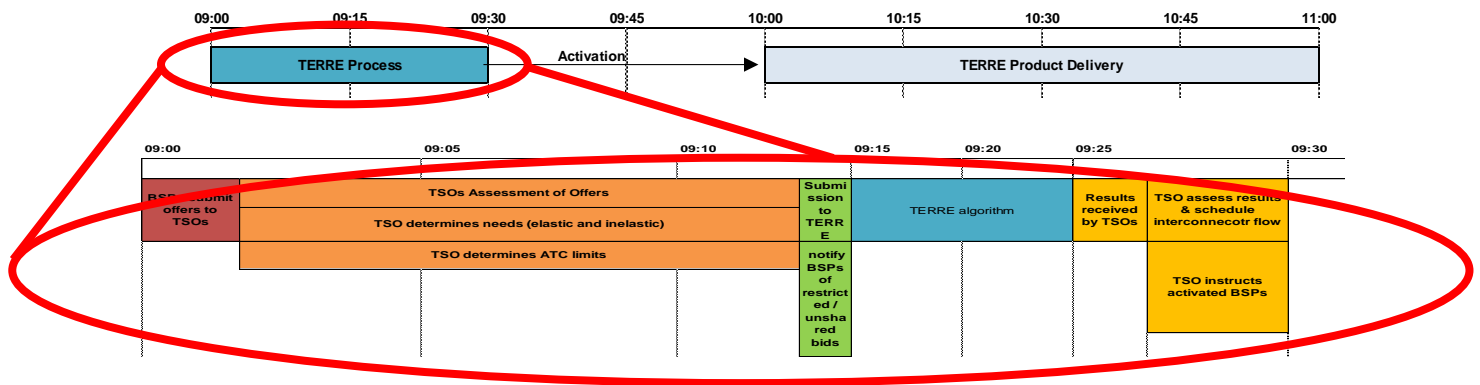 09:00 09:15 09:30 09:45 10:00 10:15 10:30 10:45 11:00
TERRE Process
Activation
TERRE Product Delivery
09:00 09:05 09:10 09:15 09:20 09:25 09:30
BSPs submit
offers to
TSOs
TSOs Assessment of Offers
TSO determines needs (elastic and inelastic)
TSO determines ATC limits
Submi
ssion
to
TERR
E
notify
BSPs
of
restrict
ed /
unsha
red
bids
TERRE algorithm
Results
received
by TSOs
TSO assess results
& schedule
interconnecotr flow
TSO instructs
activated BSPs